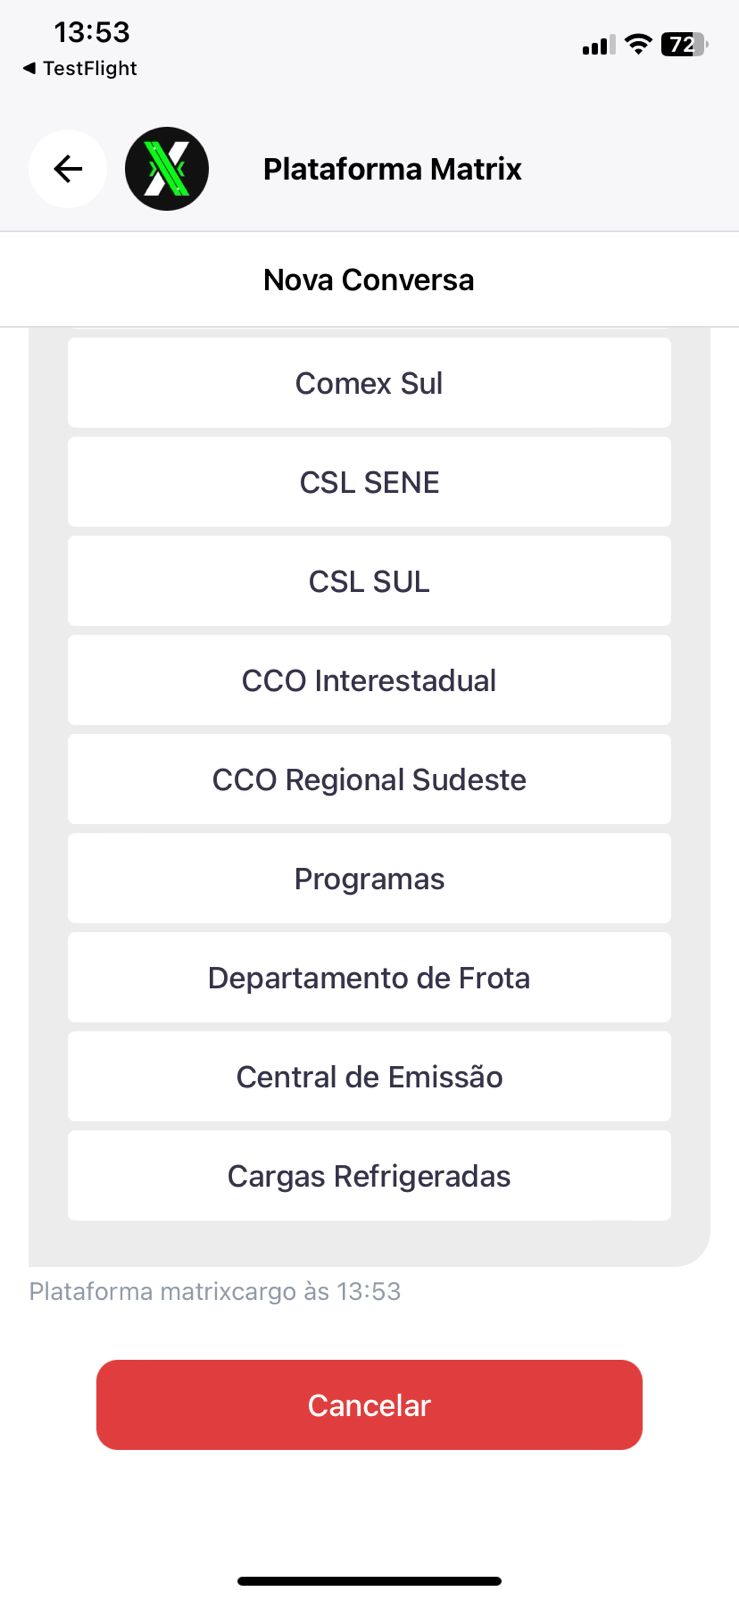 13:53
72
◀ TestFlight
Plataforma Matrix
Nova Conversa
Comex Sul
CSL SENE
CSL SUL
CCO Interestadual
CCO Regional Sudeste
Programas
Departamento de Frota
Central de Emissão
Cargas Refrigeradas
Plataforma matrixcargo às 13:53
Cancelar